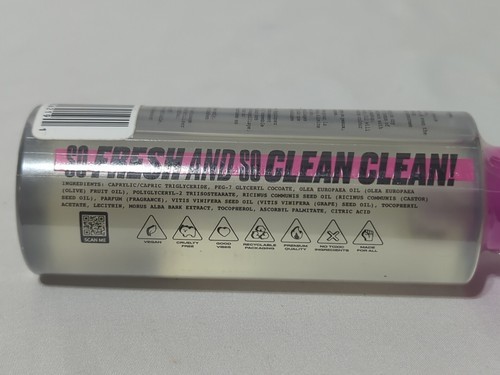 SO FRESH AND SO CLEAN CLEAN!
INGREDIENTS: CAPRYLIC/CAPRIC TRIGLYCERIDE, PEG-7 GLYCERYL COCOATE, OLEA EUROPAEA OIL (OLEA EUROPAEA
(OLIVE) FRUIT OIL), POLYGLYCERYL-2 TRIISOSTEARATE, RICINUS COMMUNIS SEED OIL (RICINUS COMMUNIS (CASTOR)
SEED OIL), PARFUM (FRAGRANCE), VITIS VINIFERA SEED OIL (VITIS VINIFERA (GRAPE) SEED OIL), TOCOPHERYL
ACETATE, LECITHIN, MORUS ALBA BARK EXTRACT, TOCOPHEROL, ASCORBYL PALMITATE, CITRIC ACID
SCAN ME
VEGAN
CRUELTY FREE
GOOD VIBES
RECYCLABLE PACKAGING
PREMIUM QUALITY
NO TOXIC INGREDIENTS
MADE FOR ALL